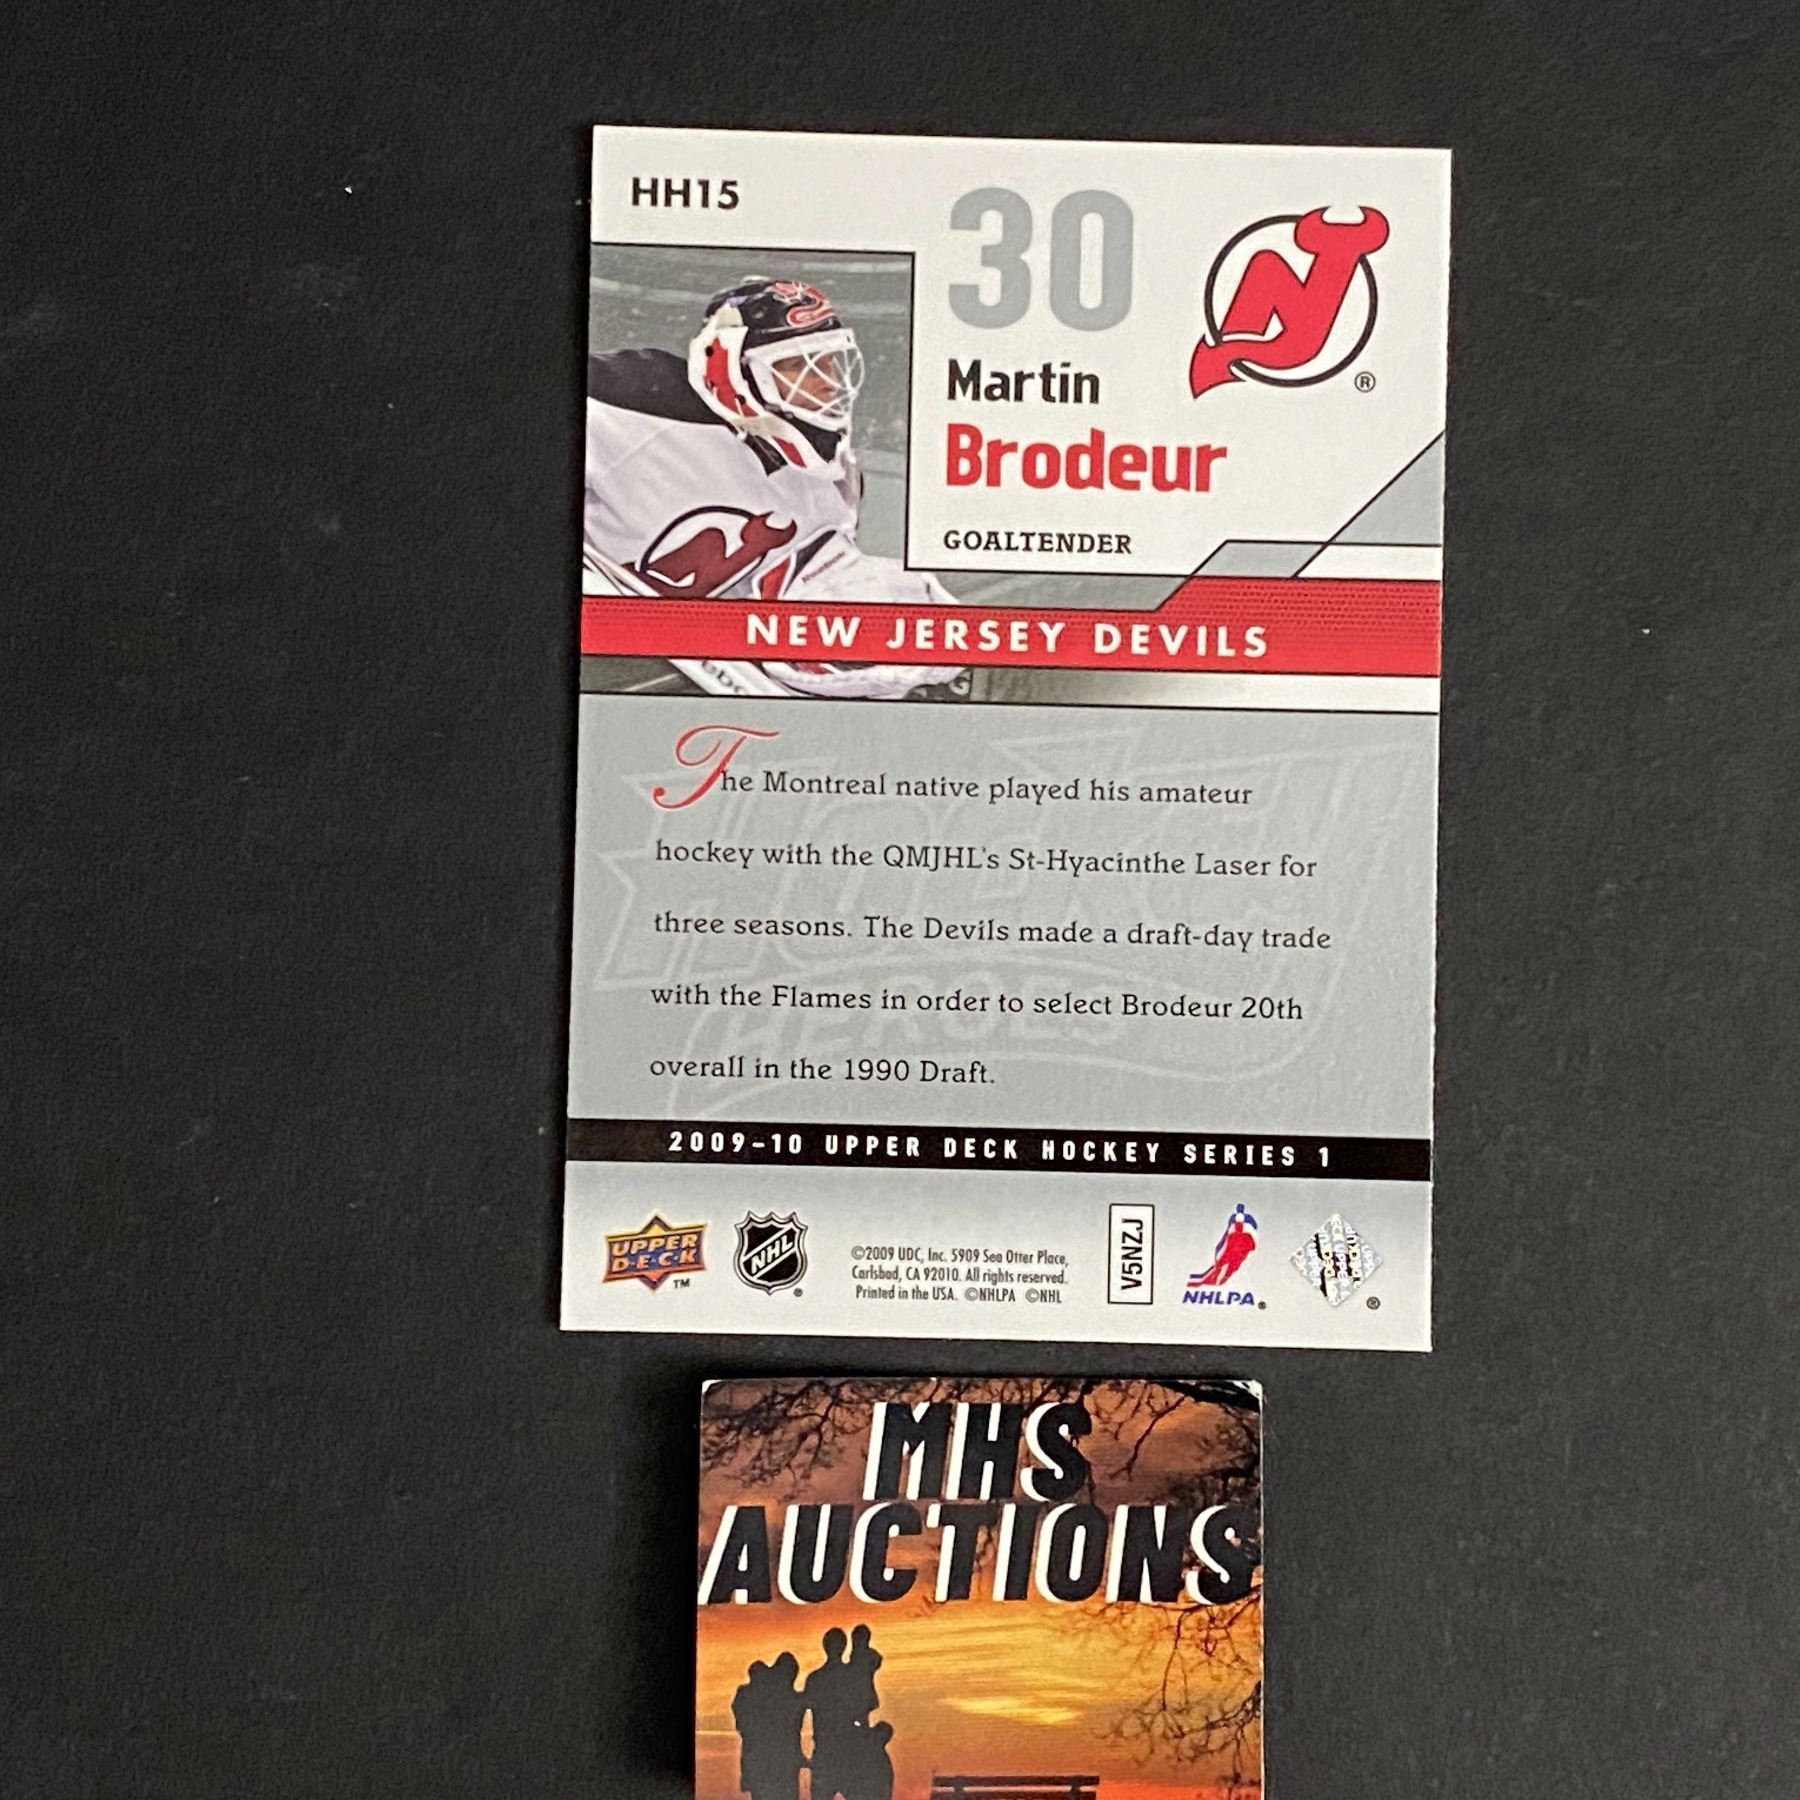 HH15
30
Martin
Brodeur
GOALTENDER
®
NEW JERSEY DEVILS
The Montreal native played his amateur
hockey with the QMJHL's St-Hyacinthe Laser for
three seasons. The Devils made a draft-day trade
with the Flames in order to select Brodeur 20th
overall in the 1990 Draft.
HEROES
2009-10 UPPER DECK HOCKEY SERIES 1
UPPER
DECK
™
NHL
®
©2009 UDC, Inc. 5909 Sea Otter Place,
Carlsbad, CA 92010. All rights reserved.
Printed in the USA. ©NHLPA ©NHL
V5NZJ
NHLPA®
®
MHS
AUCTIONS